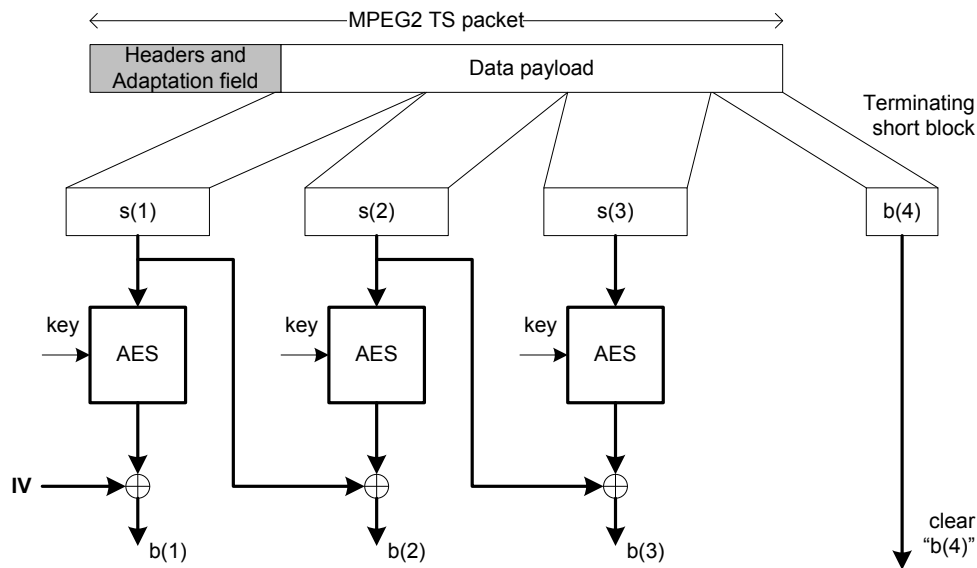 MPEG2 TS packet
Headers and
Adaptation field
Data payload
Terminating
short block
s(1)
s(2)
s(3)
b(4)
key
AES
key
AES
key
AES
IV
b(1)
b(2)
b(3)
clear
“b(4)”